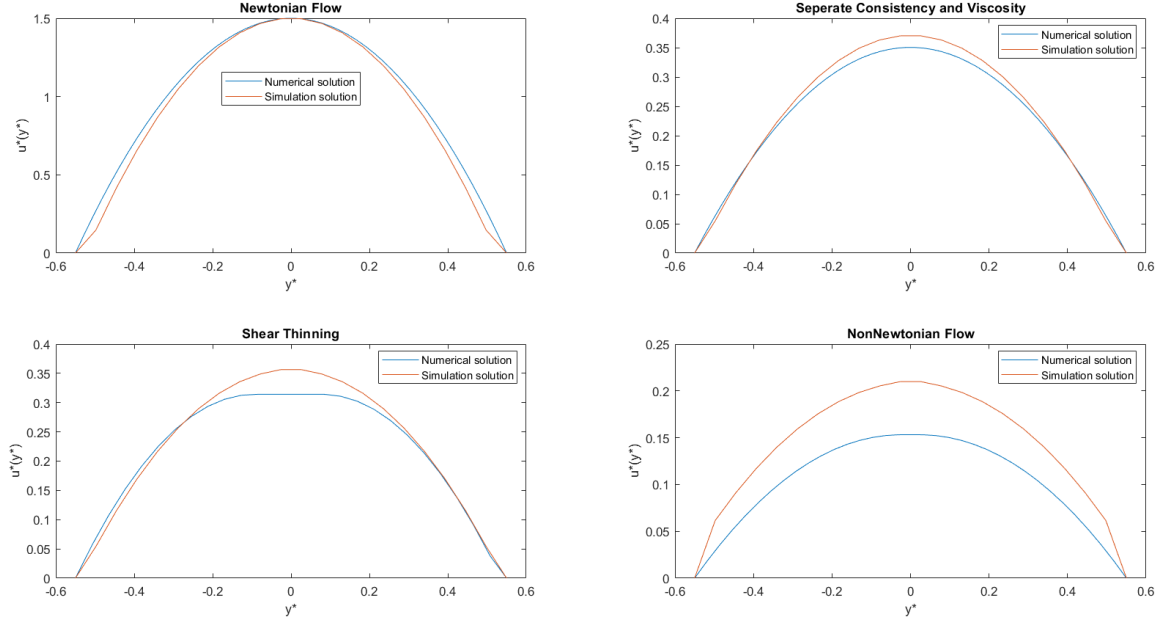 Newtonian Flow
1.5
1
0.5
0
u*(y*)
Numerical solution
Simulation solution
-0.6 -0.4 -0.2 0 0.2 0.4 0.6
y*
Seperate Consistency and Viscosity
0.4
0.35
0.3
0.25
0.2
0.15
0.1
0.05
0
u*(y*)
Numerical solution
Simulation solution
-0.6 -0.4 -0.2 0 0.2 0.4 0.6
y*
Shear Thinning
0.4
0.35
0.3
0.25
0.2
0.15
0.1
0.05
0
u*(y*)
Numerical solution
Simulation solution
-0.6 -0.4 -0.2 0 0.2 0.4 0.6
y*
NonNewtonian Flow
0.25
0.2
0.15
0.1
0.05
0
u*(y*)
Numerical solution
Simulation solution
-0.6 -0.4 -0.2 0 0.2 0.4 0.6
y*